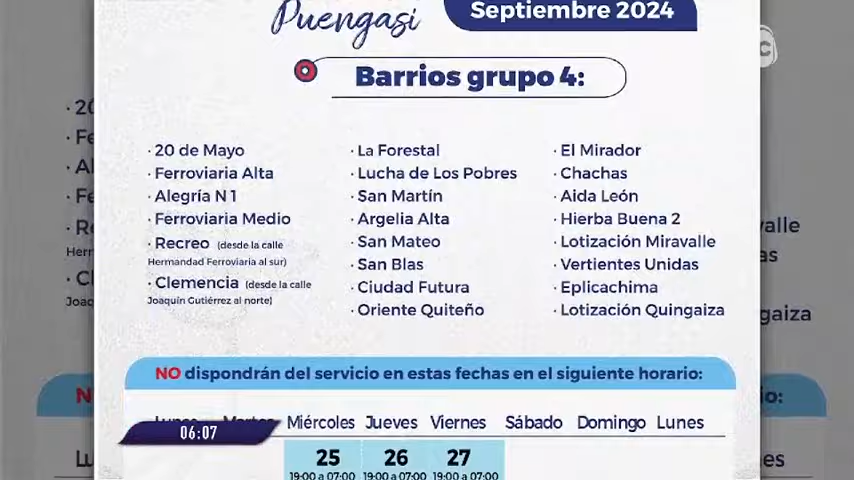 Puengasí
Septiembre 2024
Barrios grupo 4:
· 20 de Mayo
· Ferroviaria Alta
· Alegría N 1
· Ferroviaria Medio
· Recreo (desde la calle
Hermandad Ferroviaria al sur)
· Clemencia (desde la calle
Joaquín Gutiérrez al norte)
· La Forestal
· Lucha de Los Pobres
· San Martín
· Argelia Alta
· San Mateo
· San Blas
· Ciudad Futura
· Oriente Quiteño
· El Mirador
· Chachas
· Aida León
· Hierba Buena 2
· Lotización Miravalle
· Vertientes Unidas
· Eplicachima
· Lotización Quingaiza
NO dispondrán del servicio en estas fechas en el siguiente horario:
Lunes Martes Miércoles Jueves Viernes Sábado Domingo Lunes
06:07
25 26 27
19:00 a 07:00 19:00 a 07:00 19:00 a 07:00